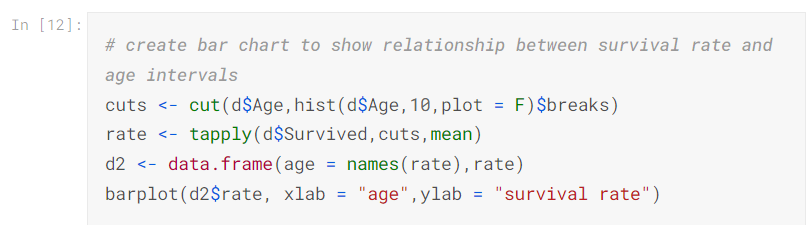 In [12]:
# create bar chart to show relationship between survival rate and
age intervals
cuts <- cut(d$Age,hist(d$Age,10,plot = F)$breaks)
rate <- tapply(d$Survived,cuts,mean)
d2 <- data.frame(age = names(rate),rate)
barplot(d2$rate, xlab = "age",ylab = "survival rate")